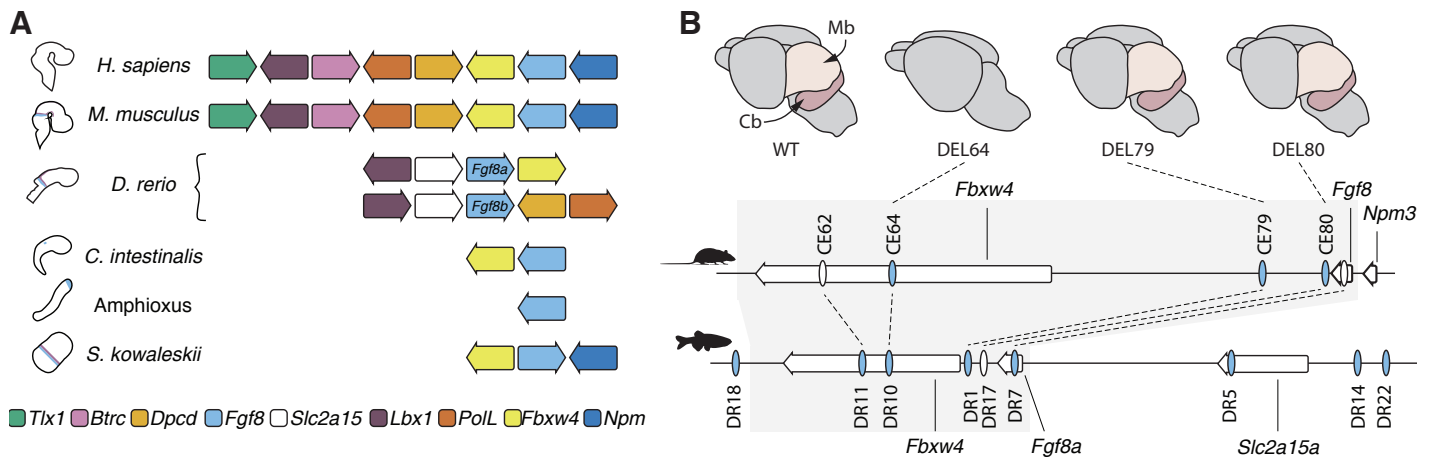 A
H. sapiens
M. musculus
D. rerio
Fgf8a
Fgf8b
C. intestinalis
Amphioxus
S. kowaleskii
Tlx1 Btrc Dpcd Fgf8 Slc2a15 Lbx1 PolL Fbxw4 Npm
B
Mb
Cb
WT DEL64 DEL79 DEL80
Fbxw4 Fgf8
Npm3
CE62 CE64 CE79 CE80
DR18 DR11 DR10 DR1 DR17 DR7 DR5 DR14 DR22
Fbxw4 Fgf8a Slc2a15a